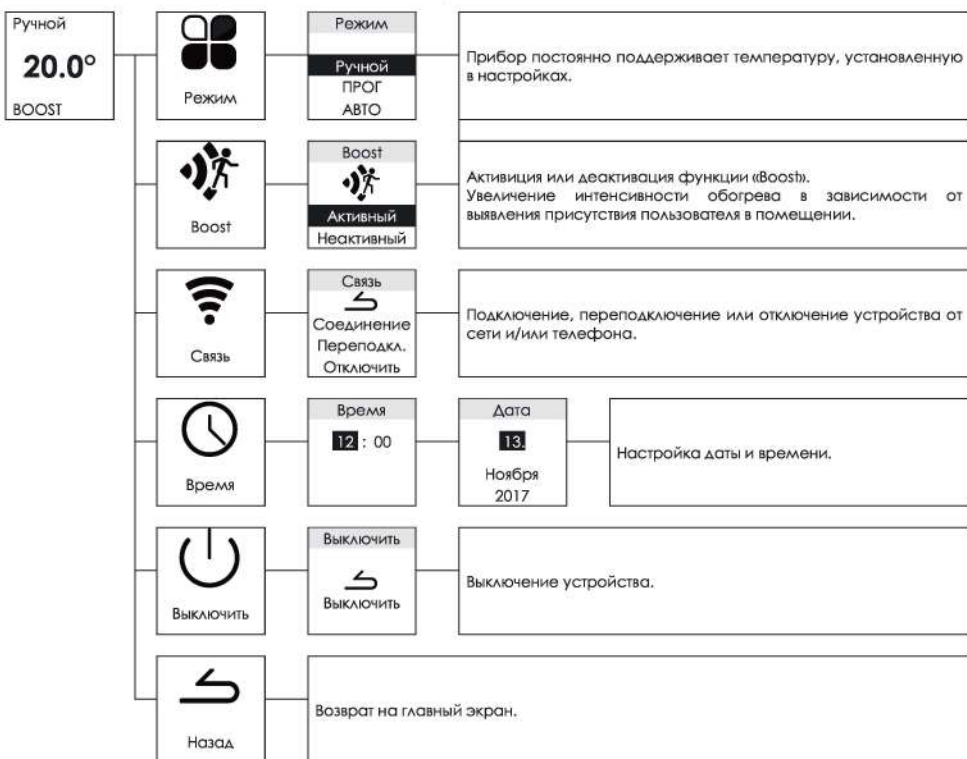 Ручной
20.0°
BOOST
Режим
Режим
Ручной
ПРОГ
АВТО
Прибор постоянно поддерживает температуру, установленную
в настройках.
Boost
Boost
Активный
Неактивный
Активиция или деактивация функции «Boost».
Увеличение интенсивности обогрева в зависимости от
выявления присутствия пользователя в помещении.
Связь
Связь
Соединение
Переподкл.
Отключить
Подключение, переподключение или отключение устройства от
сети и/или телефона.
Время
Время
12 : 00
Дата
13.
Ноября
2017
Настройка даты и времени.
Выключить
Выключить
Выключить
Выключение устройства.
Назад
Возврат на главный экран.